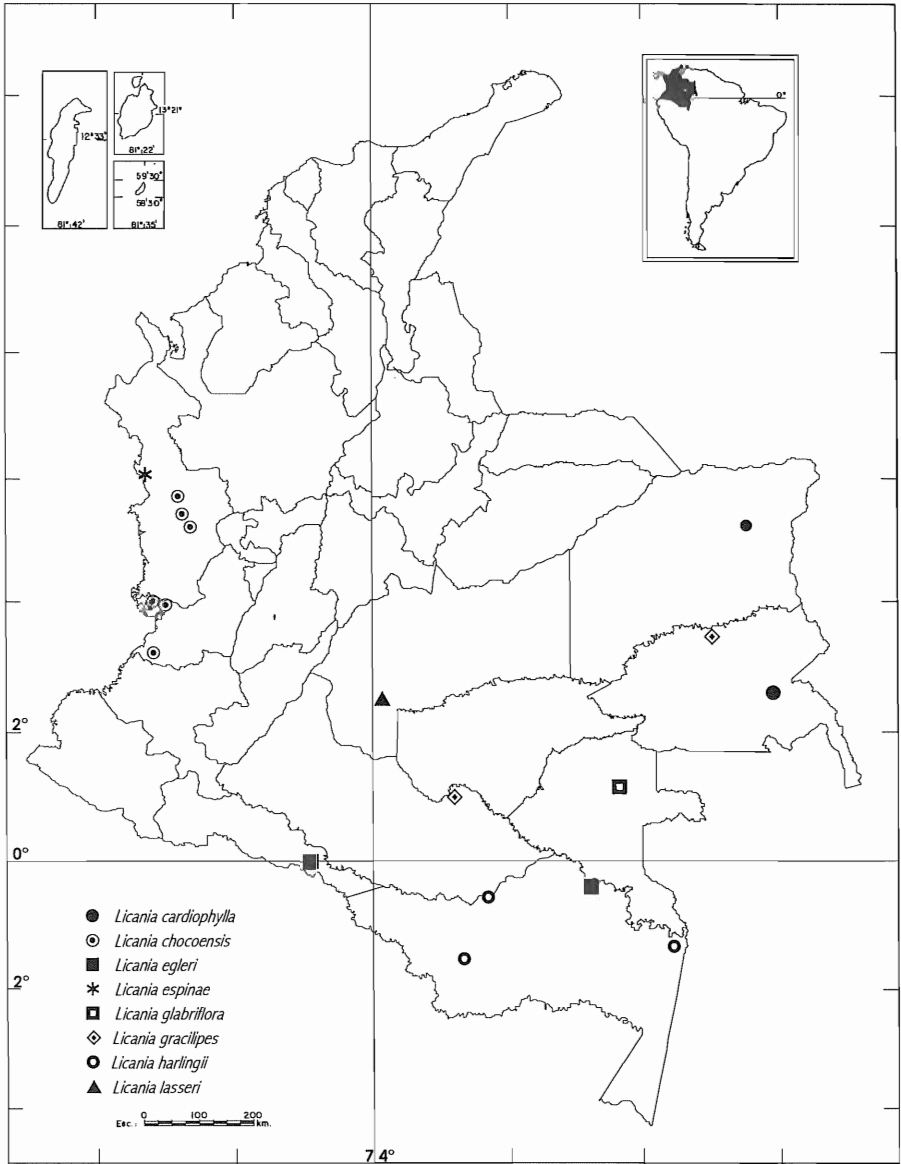 12°33'
81°42'
13°21'
81°22'
59'30"
58'30"
81°35'
0°
2°
0°
2°
Licania cardiophylla
Licania chocoensis
Licania egleri
Licania espinae
Licania glabriflora
Licania gracilipes
Licania harlingii
Licania lasseri
Esc.: 0 100 200 km.
74°